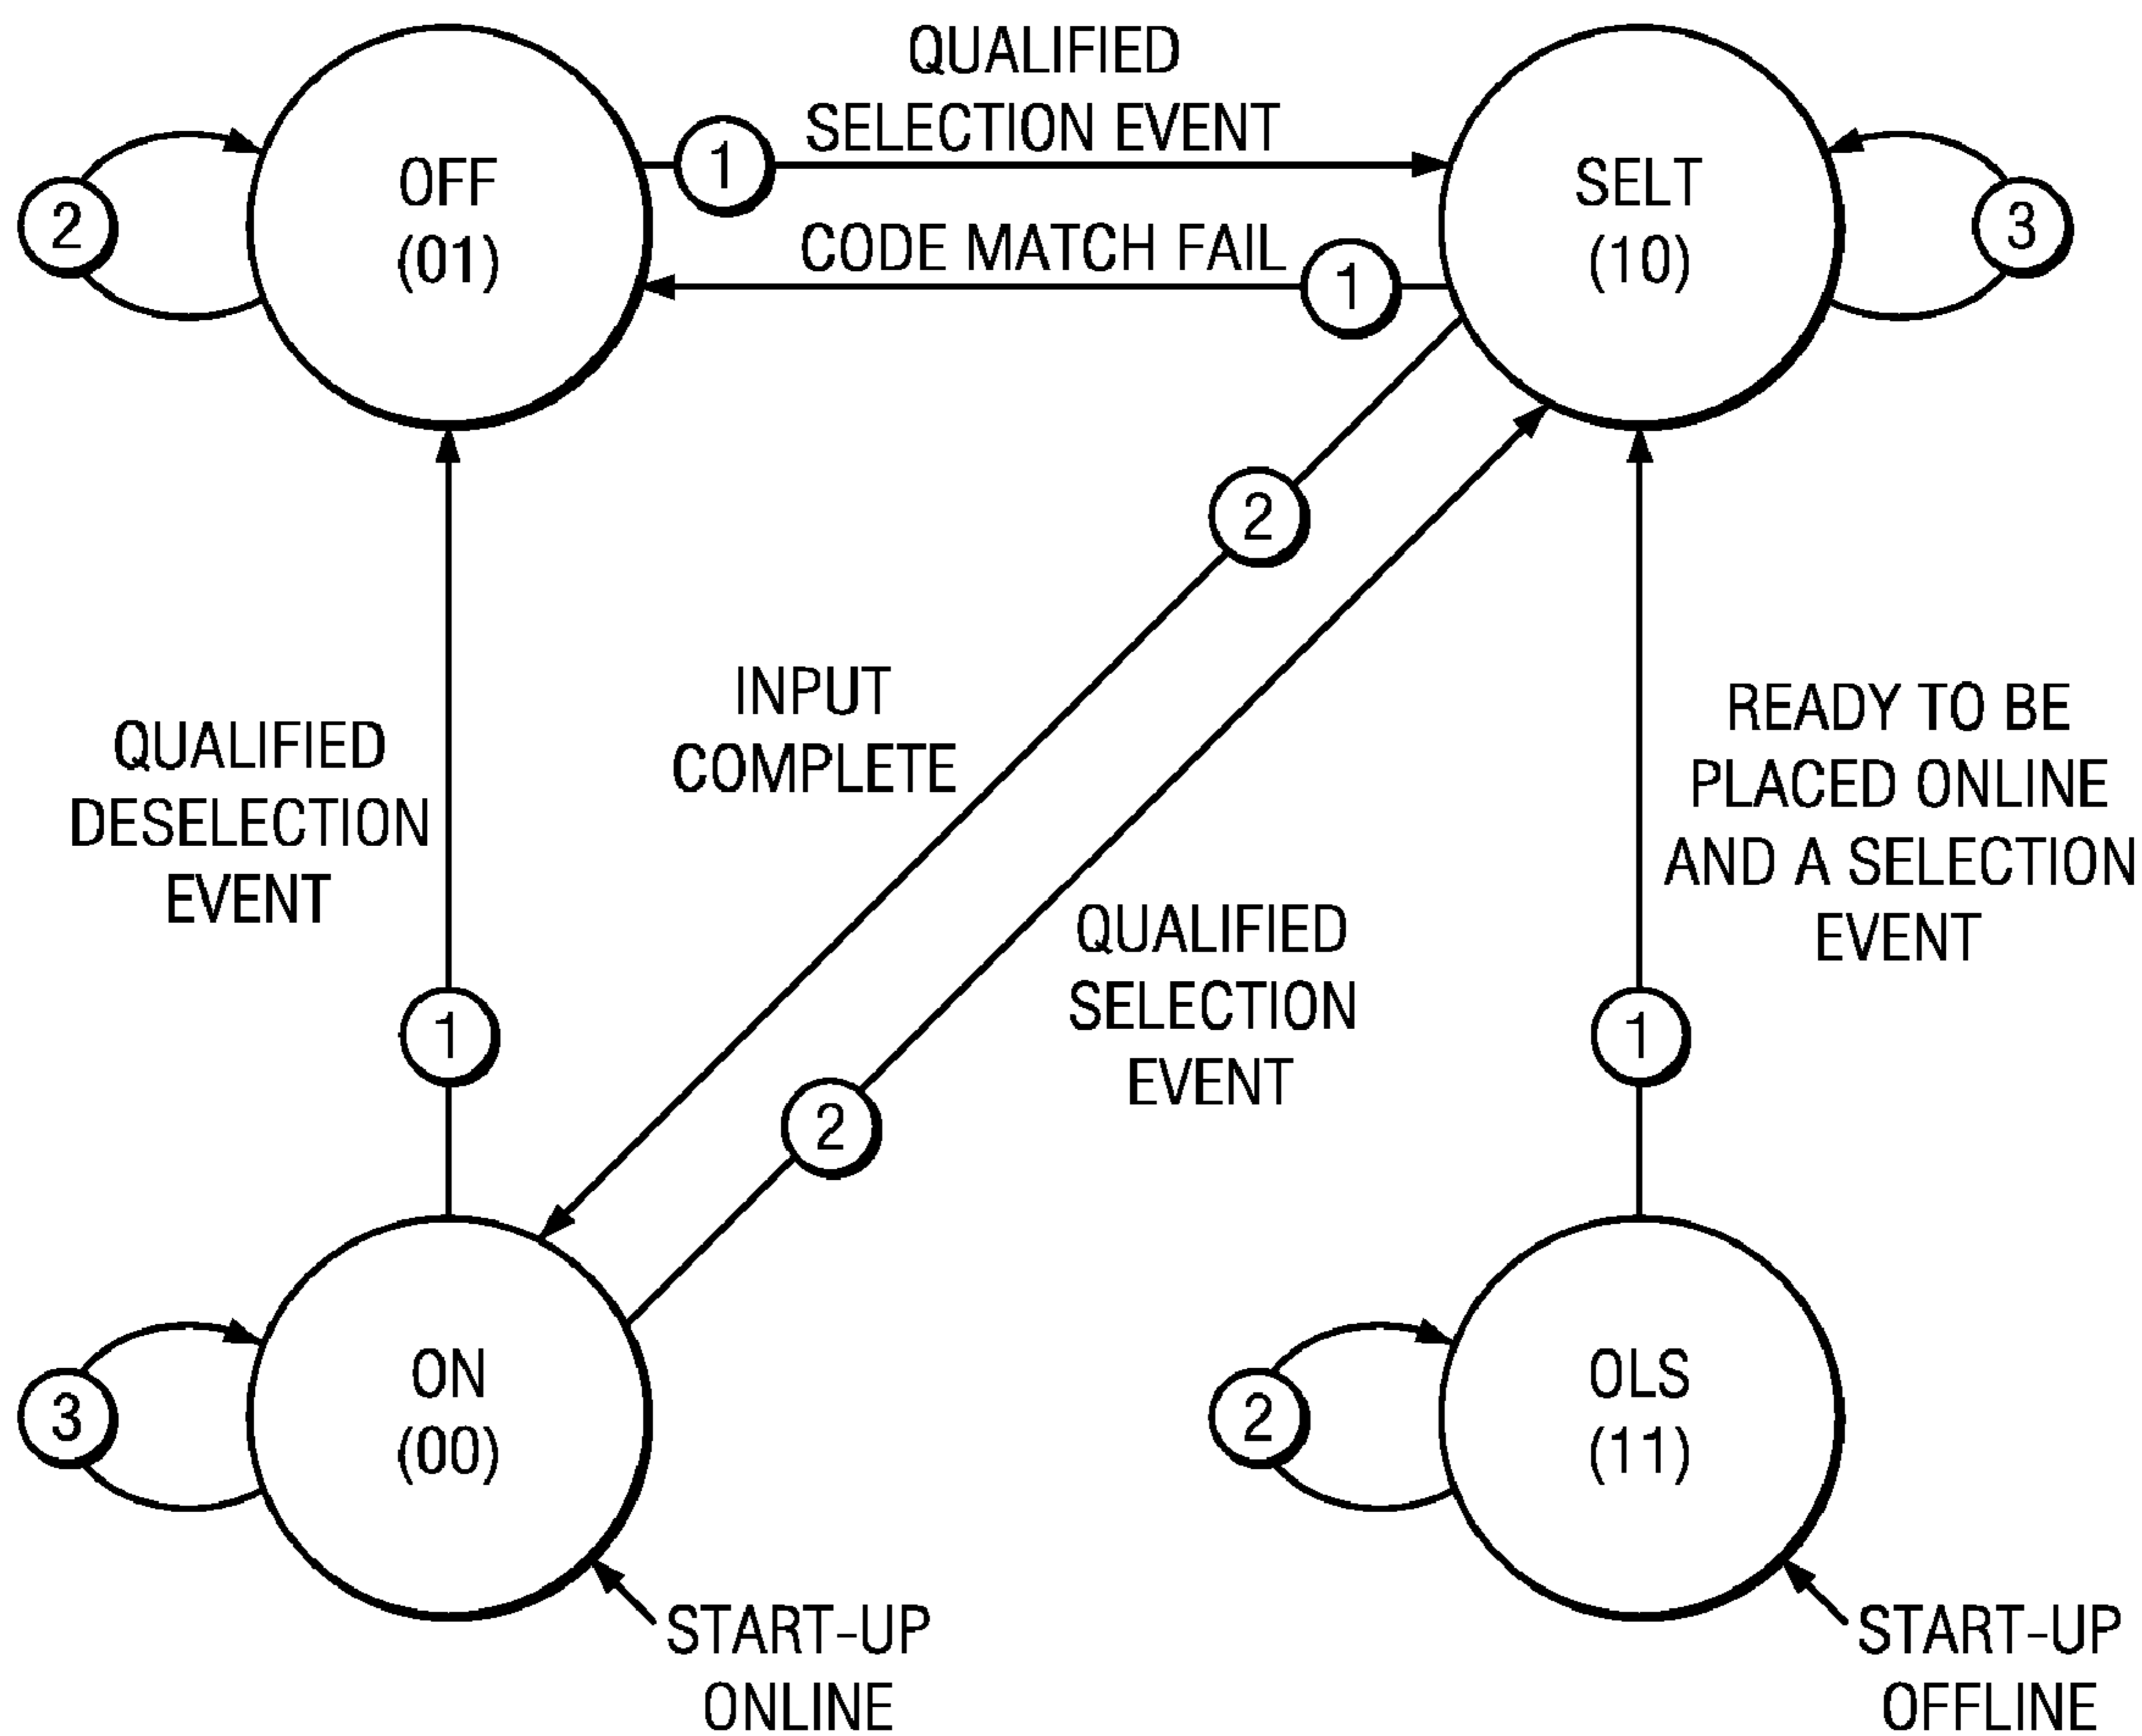 QUALIFIED
SELECTION EVENT
1
OFF
(01)
2
SELT
(10)
3
CODE MATCH FAIL
1
2
INPUT
COMPLETE
QUALIFIED
DESELECTION
EVENT
1
READY TO BE
PLACED ONLINE
AND A SELECTION
EVENT
1
QUALIFIED
SELECTION
EVENT
2
ON
(00)
3
OLS
(11)
2
START-UP
ONLINE
START-UP
OFFLINE